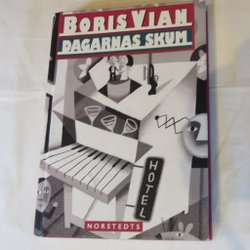 BORIS VIAN
DAGARNAS SKUM
HOTEL
NORSTEDTS